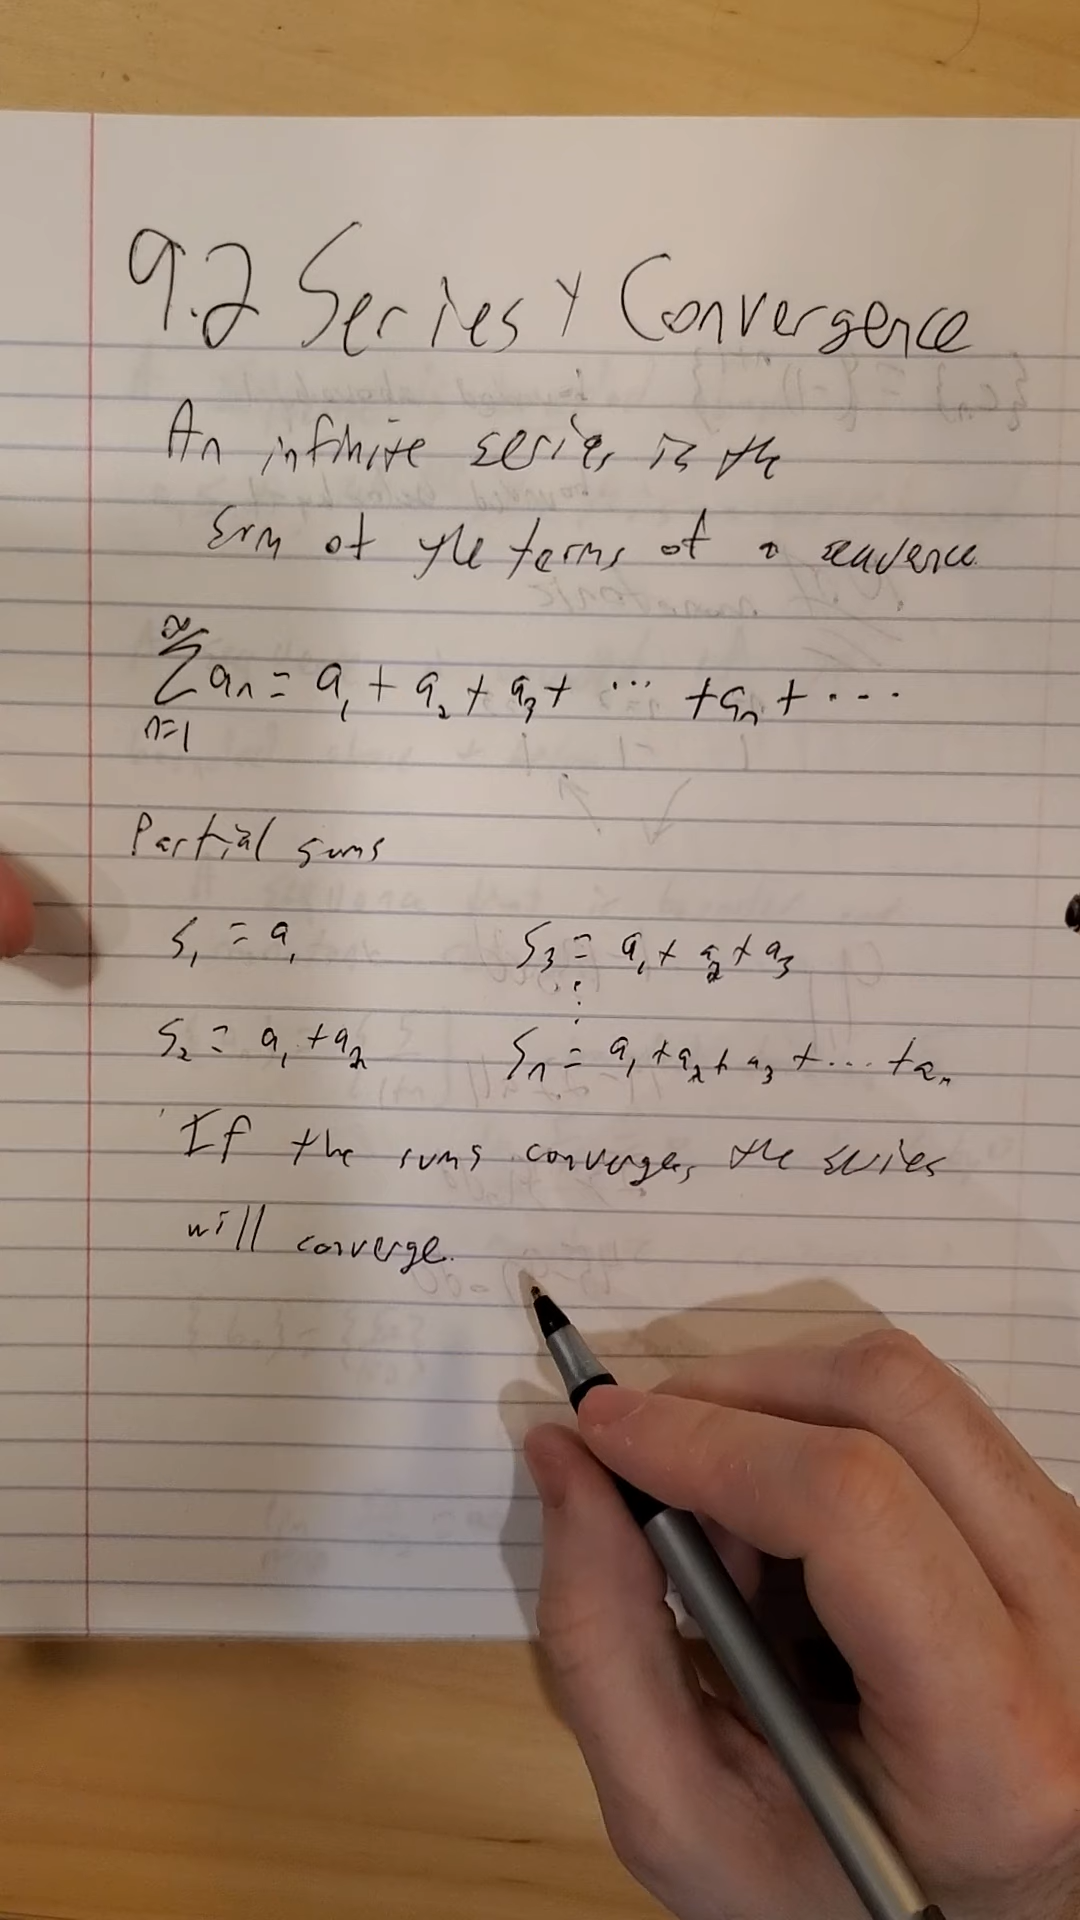 9.2 Series & Convergence
An infinite series is the
sum of the terms of a sequence
∞
∑ aₙ = a₁ + a₂ + a₃ + ... + aₙ + ...
n=1
Partial sums
S₁ = a₁ S₃ = a₁ + a₂ + a₃
⋮
S₂ = a₁ + a₂ Sₙ = a₁ + a₂ + a₃ + ... + aₙ
If the sums converges, the series
will converge.